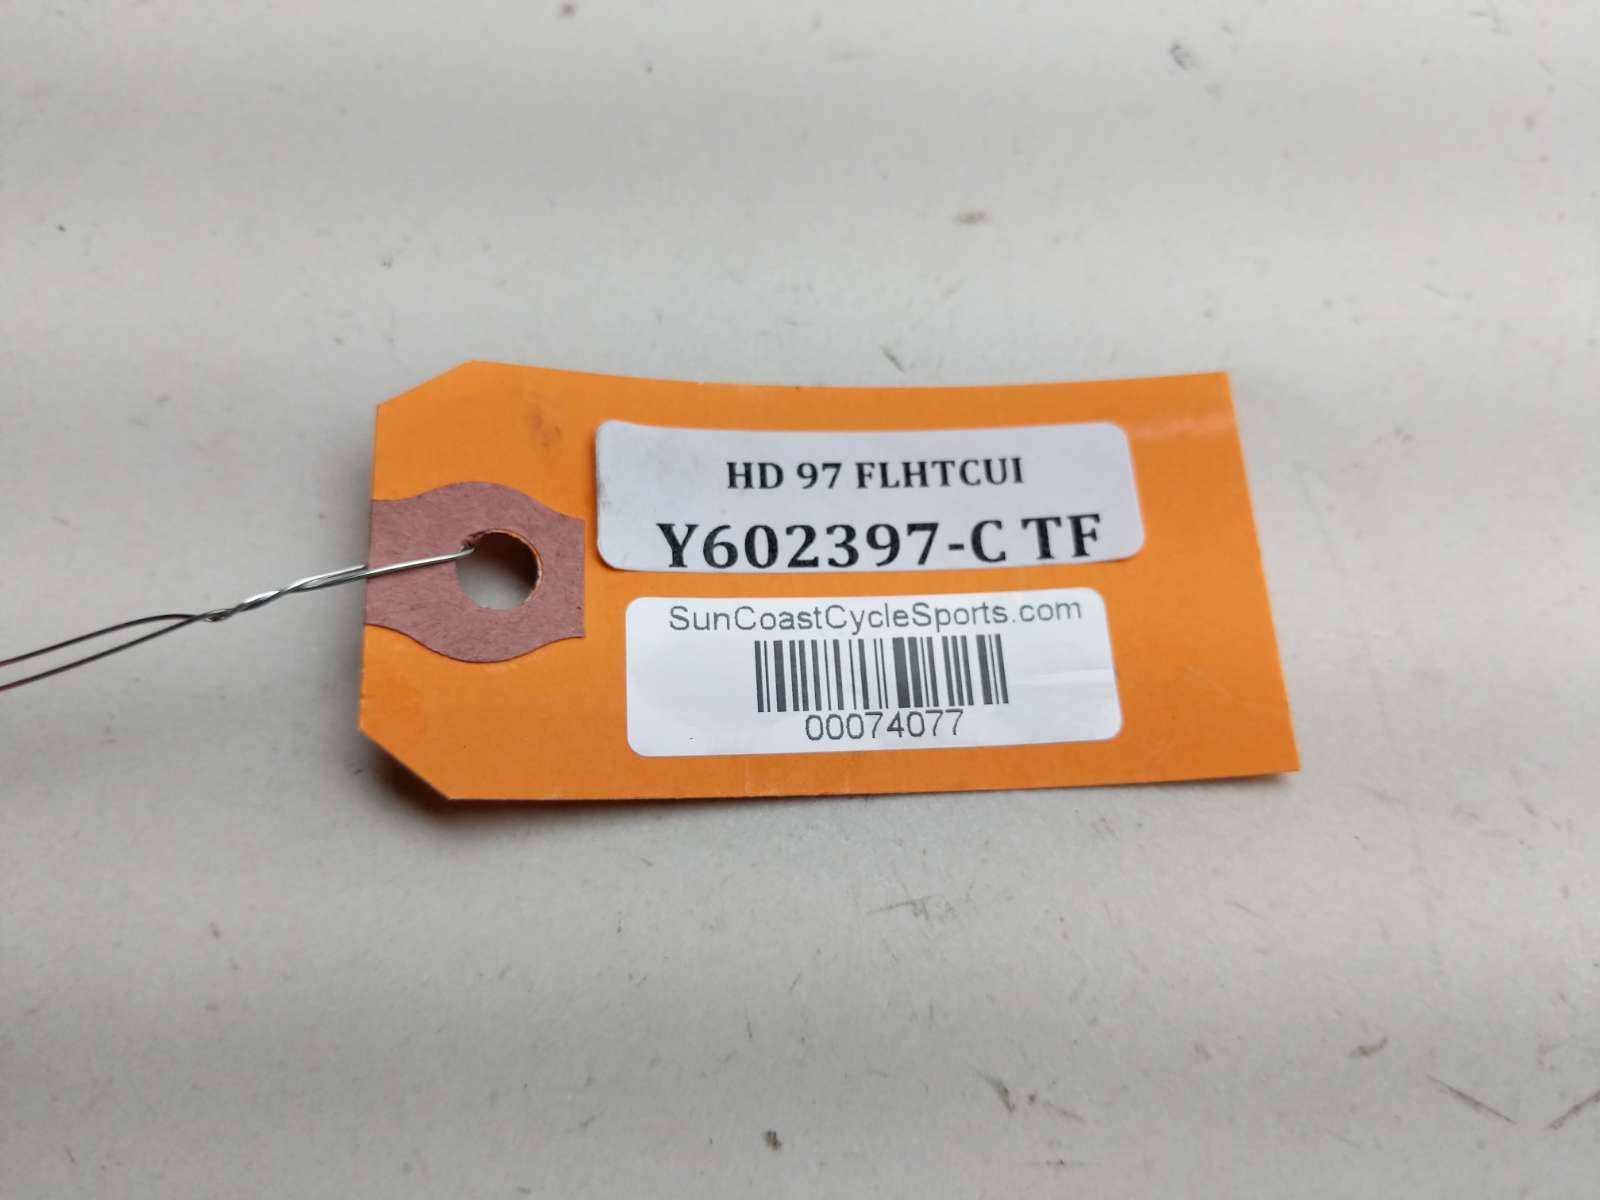 HD 97 FLHTCUI
Y602397-C TF
SunCoastCycleSports.com
00074077